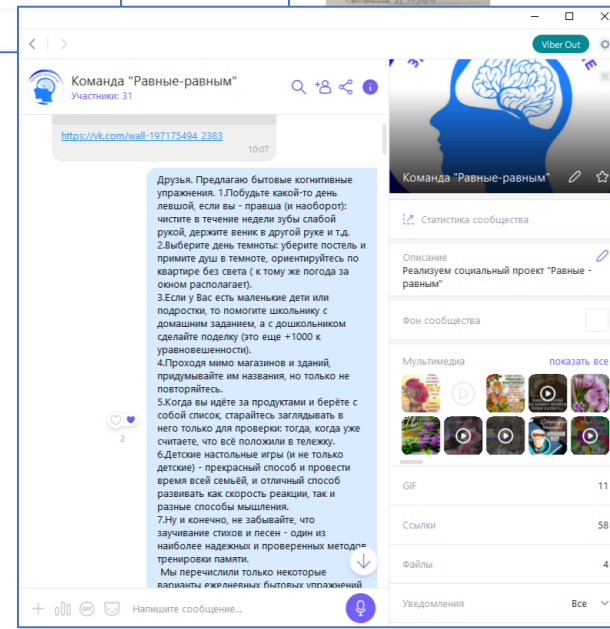 Viber Out
Команда "Равные-равным"
Участники: 31
https://vk.com/wall-197175494_2383
10:07
Друзья. Предлагаю бытовые когнитивные
упражнения. 1.Побудьте какой-то день
левшой, если вы - правша (и наоборот):
чистите в течение недели зубы слабой
рукой, держите веник в другой руке и т.д.
2.Выберите день темноты: уберите постель и
примите душ в темноте, ориентируйтесь по
квартире без света ( к тому же погода за
окном располагает).
3.Если у Вас есть маленькие дети или
подростки, то помогите школьнику с
домашним заданием, а с дошкольником
сделайте поделку (это еще +1000 к
уравновешенности).
4.Проходя мимо магазинов и зданий,
придумывайте им названия, но только не
повторяйтесь.
5.Когда вы идёте за продуктами и берёте с
собой список, старайтесь заглядывать в
него только для проверки: тогда, когда уже
считаете, что всё положили в тележку.
6.Детские настольные игры (и не только
детские) - прекрасный способ и провести
время всей семьёй, и отличный способ
развивать как скорость реакции, так и
разные способы мышления.
7.Ну и конечно, не забывайте, что
заучивание стихов и песен - один из
наиболее надежных и проверенных методов
тренировки памяти.
Мы перечислили только некоторые
варианты ежедневных бытовых упражнений
2
GIF
Напишите сообщение...
Команда "Равные-равным"
Статистика сообщества
Описание
Реализуем социальный проект "Равные -
равным"
Фон сообщества
Мультимедиа
показать все
GIF
11
Ссылки
58
Файлы
4
Уведомления
Все